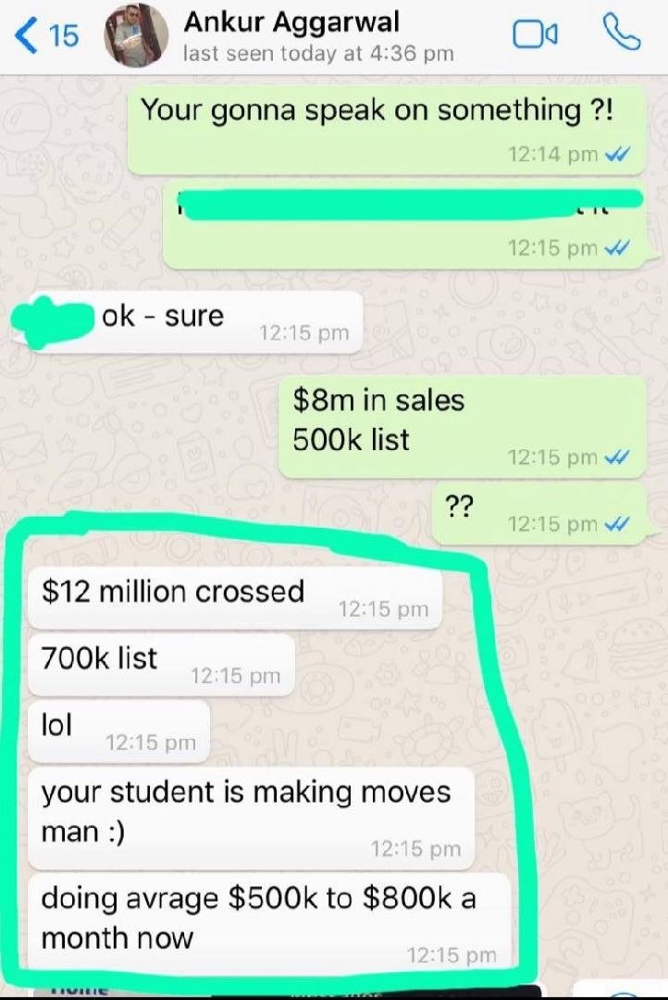 15
Ankur Aggarwal
last seen today at 4:36 pm
Your gonna speak on something ?!
12:14 pm
12:15 pm
ok - sure
12:15 pm
$8m in sales
500k list
12:15 pm
??
12:15 pm
$12 million crossed
12:15 pm
700k list
12:15 pm
lol
12:15 pm
your student is making moves
man :)
12:15 pm
doing avrage $500k to $800k a
month now
12:15 pm